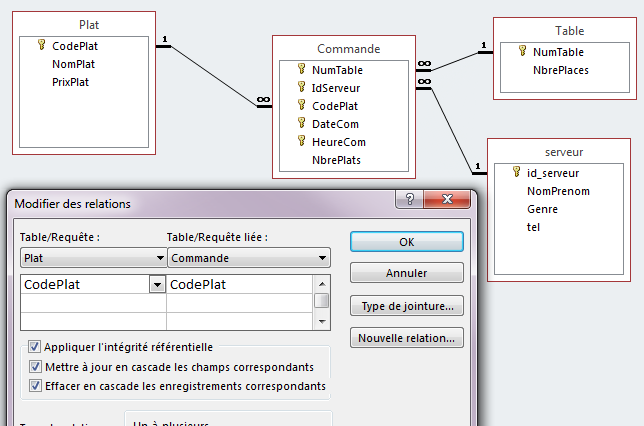 Plat
CodePlat
NomPlat
PrixPlat
1
∞
Commande
NumTable
IdServeur
CodePlat
DateCom
HeureCom
NbrePlats
∞
∞
1
Table
NumTable
NbrePlaces
1
serveur
id_serveur
NomPrenom
Genre
tel
Modifier des relations
?
Table/Requête :
Table/Requête liée :
Plat
Commande
CodePlat
CodePlat
OK
Annuler
Type de jointure...
Nouvelle relation...
Appliquer l'intégrité référentielle
Mettre à jour en cascade les champs correspondants
Effacer en cascade les enregistrements correspondants
Un-à-plusieurs